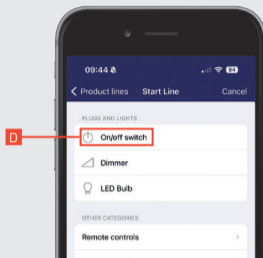 09:44
64
Product lines Start Line Cancel
PLUGS AND LIGHTS
D
On/off switch
Dimmer
LED Bulb
OTHER CATEGORIES
Remote controls